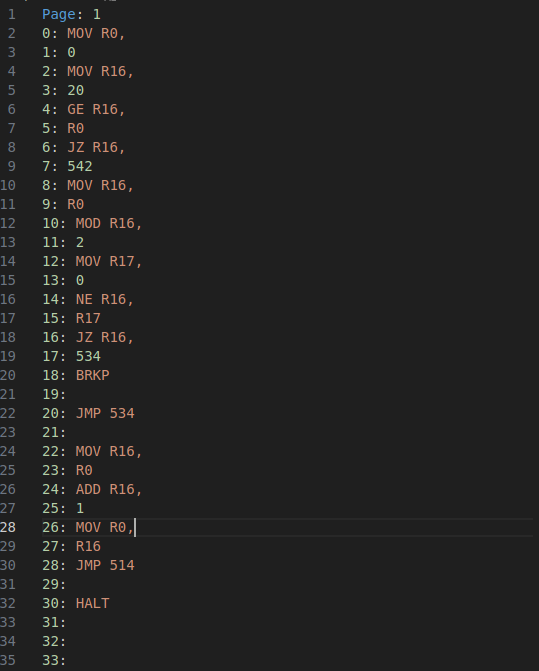 1 Page: 1
2 0: MOV R0,
3 1: 0
4 2: MOV R16,
5 3: 20
6 4: GE R16,
7 5: R0
8 6: JZ R16,
9 7: 542
10 8: MOV R16,
11 9: R0
12 10: MOD R16,
13 11: 2
14 12: MOV R17,
15 13: 0
16 14: NE R16,
17 15: R17
18 16: JZ R16,
19 17: 534
20 18: BRKP
21 19:
22 20: JMP 534
23 21:
24 22: MOV R16,
25 23: R0
26 24: ADD R16,
27 25: 1
28 26: MOV R0,
29 27: R16
30 28: JMP 514
31 29:
32 30: HALT
33 31:
34 32:
35 33: